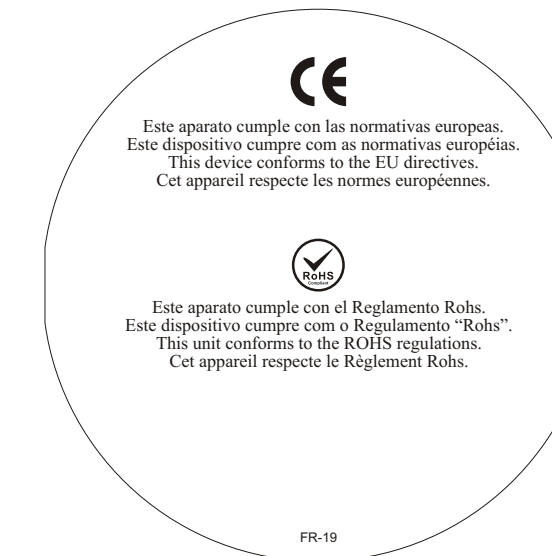 CE
Este aparato cumple con las normativas europeas.
Este dispositivo cumpre com as normativas européias.
This device conforms to the EU directives.
Cet appareil respecte les normes européennes.
RoHS
Compliant
Este aparato cumple con el Reglamento Rohs.
Este dispositivo cumpre com o Regulamento “Rohs”.
This unit conforms to the ROHS regulations.
Cet appareil respecte le Règlement Rohs.
FR-19